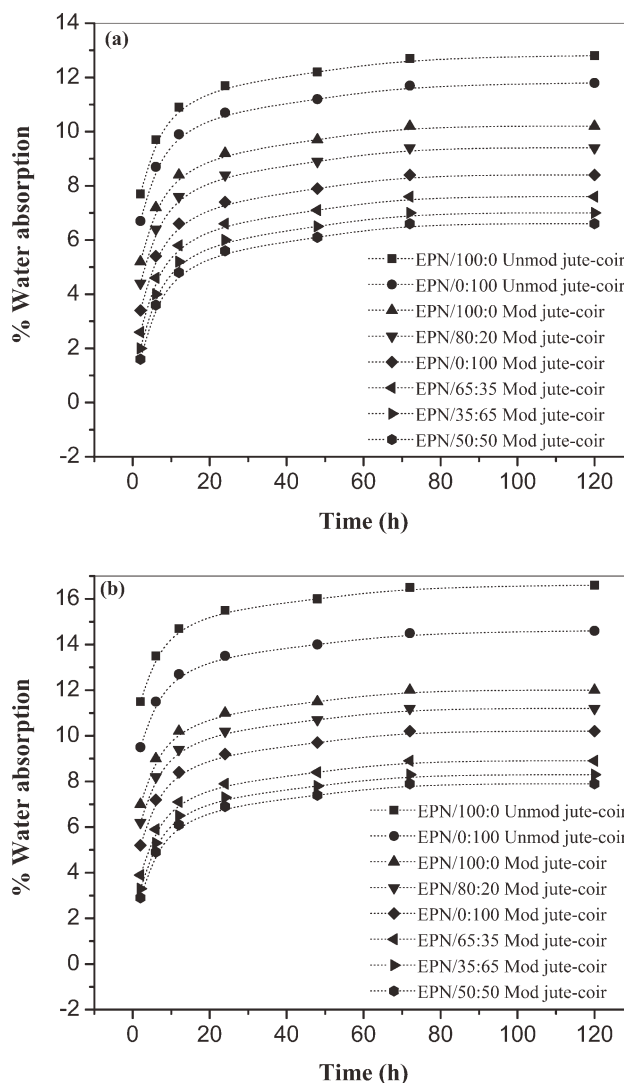 (a)
14
12
10
8
6
4
2
0
-2
% Water absorption
EPN/100:0 Unmod jute-coir
EPN/0:100 Unmod jute-coir
EPN/100:0 Mod jute-coir
EPN/80:20 Mod jute-coir
EPN/0:100 Mod jute-coir
EPN/65:35 Mod jute-coir
EPN/35:65 Mod jute-coir
EPN/50:50 Mod jute-coir
0 20 40 60 80 100 120
Time (h)
(b)
16
14
12
10
8
6
4
2
0
-2
% Water absorption
EPN/100:0 Unmod jute-coir
EPN/0:100 Unmod jute-coir
EPN/100:0 Mod jute-coir
EPN/80:20 Mod jute-coir
EPN/0:100 Mod jute-coir
EPN/65:35 Mod jute-coir
EPN/35:65 Mod jute-coir
EPN/50:50 Mod jute-coir
0 20 40 60 80 100 120
Time (h)